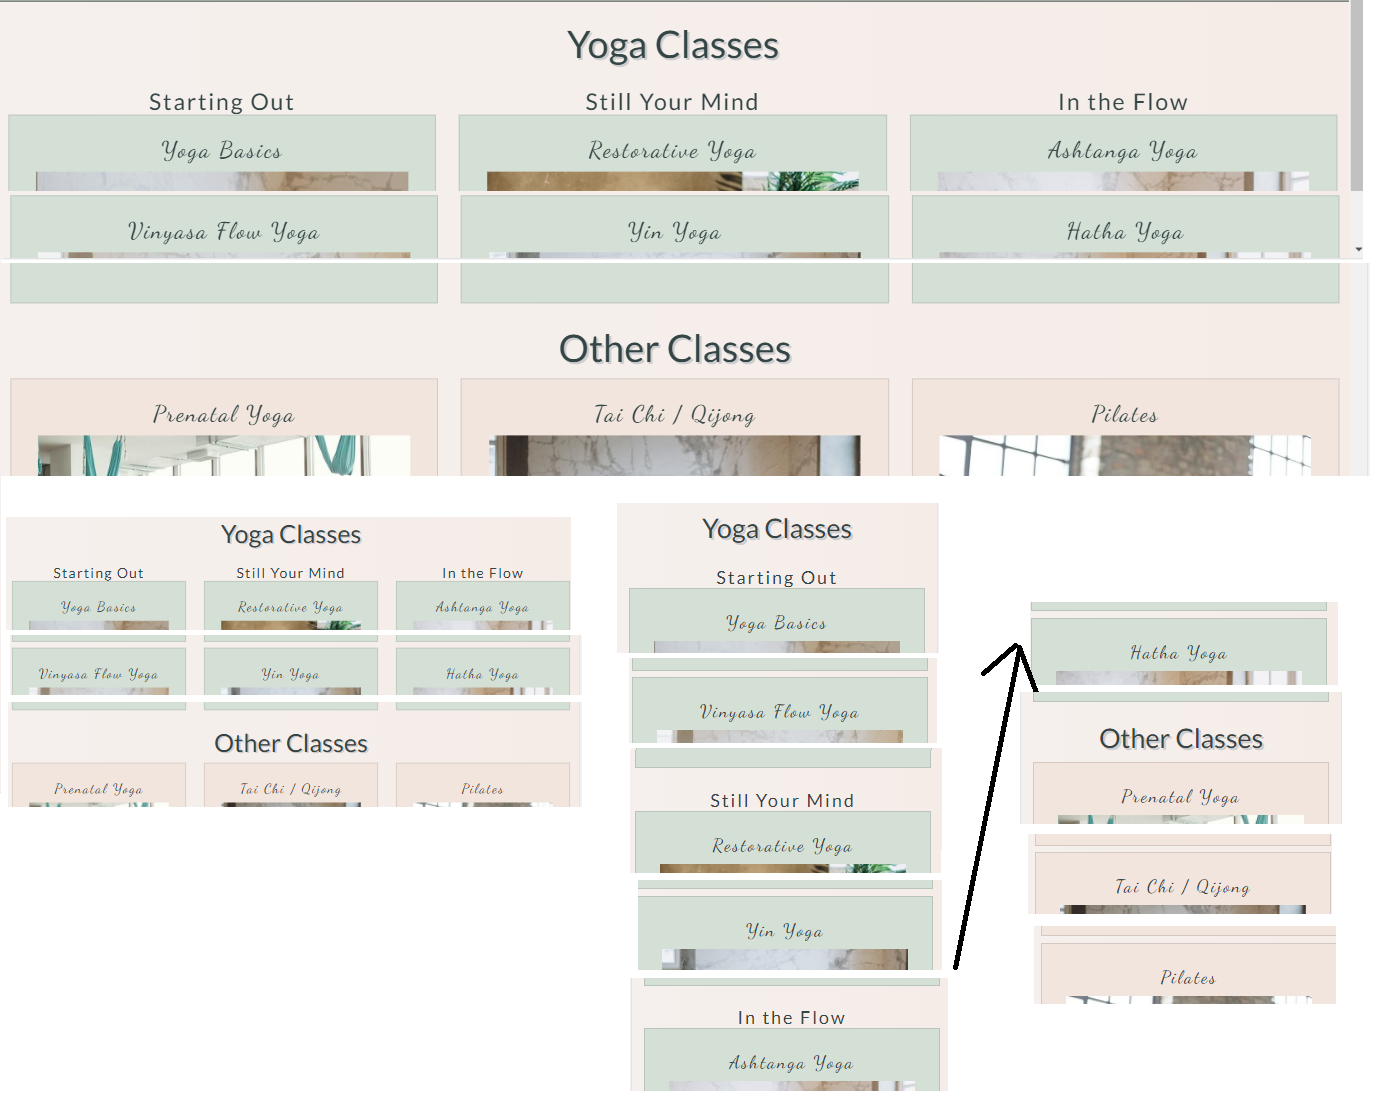 Yoga Classes
Starting Out Still Your Mind In the Flow
Yoga Basics Restorative Yoga Ashtanga Yoga
Vinyasa Flow Yoga Yin Yoga Hatha Yoga
Other Classes
Prenatal Yoga Tai Chi / Qijong Pilates
Yoga Classes
Starting Out Still Your Mind In the Flow
Yoga Basics Restorative Yoga Ashtanga Yoga
Vinyasa Flow Yoga Yin Yoga Hatha Yoga
Other Classes
Prenatal Yoga Tai Chi / Qijong Pilates
Yoga Classes
Starting Out
Yoga Basics
Vinyasa Flow Yoga
Still Your Mind
Restorative Yoga
Yin Yoga
In the Flow
Ashtanga Yoga
Hatha Yoga
Other Classes
Prenatal Yoga
Tai Chi / Qijong
Pilates